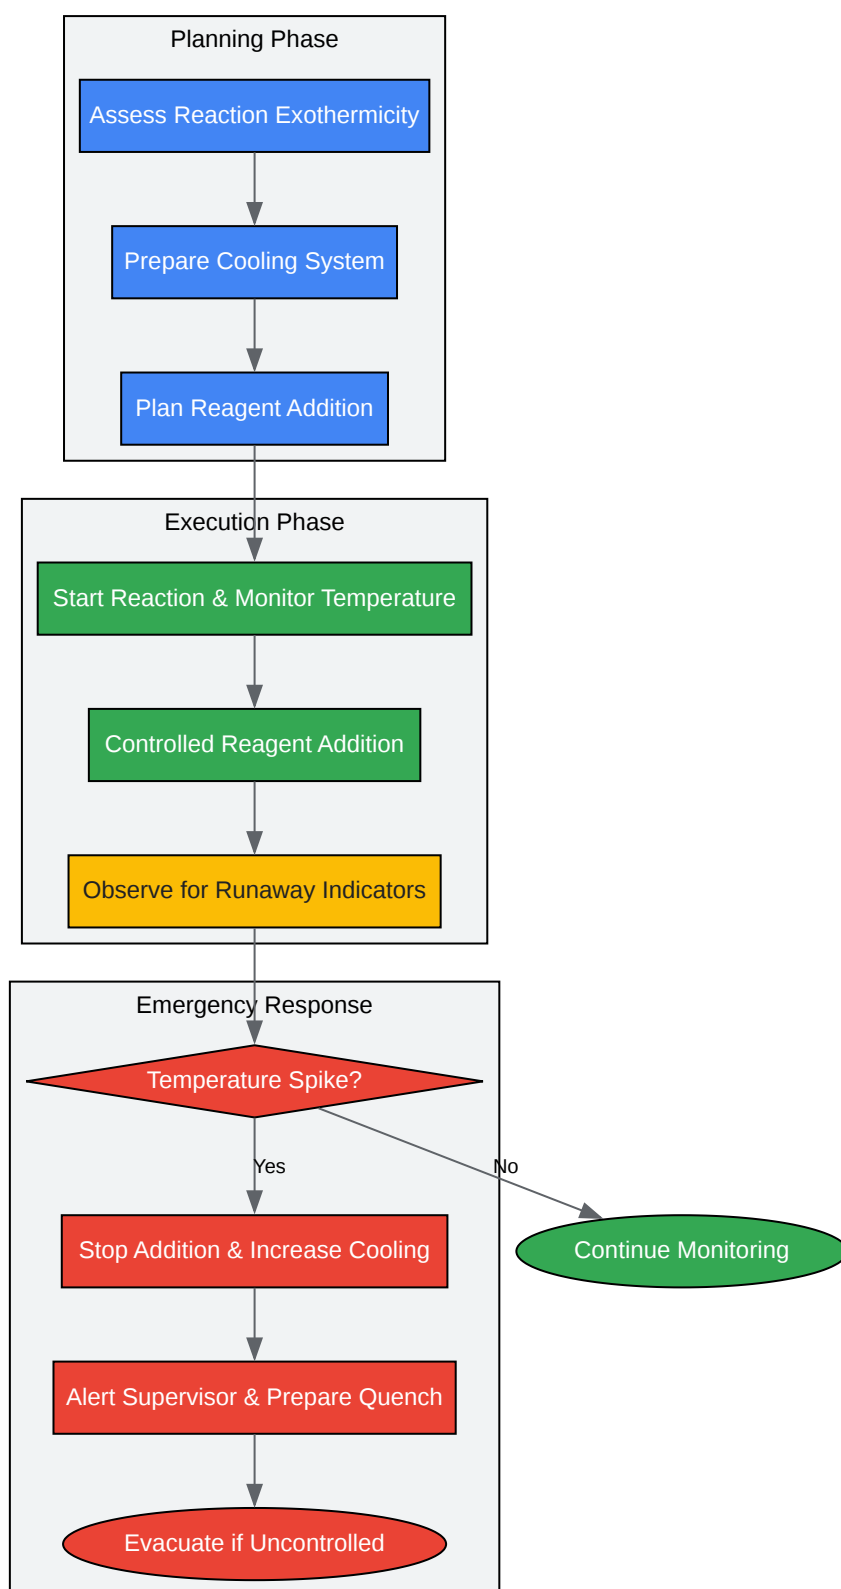 Planning Phase
Assess Reaction Exothermicity
Prepare Cooling System
Plan Reagent Addition
Execution Phase
Start Reaction & Monitor Temperature
Controlled Reagent Addition
Observe for Runaway Indicators
Emergency Response
Temperature Spike?
Yes
No
Stop Addition & Increase Cooling
Continue Monitoring
Alert Supervisor & Prepare Quench
Evacuate if Uncontrolled